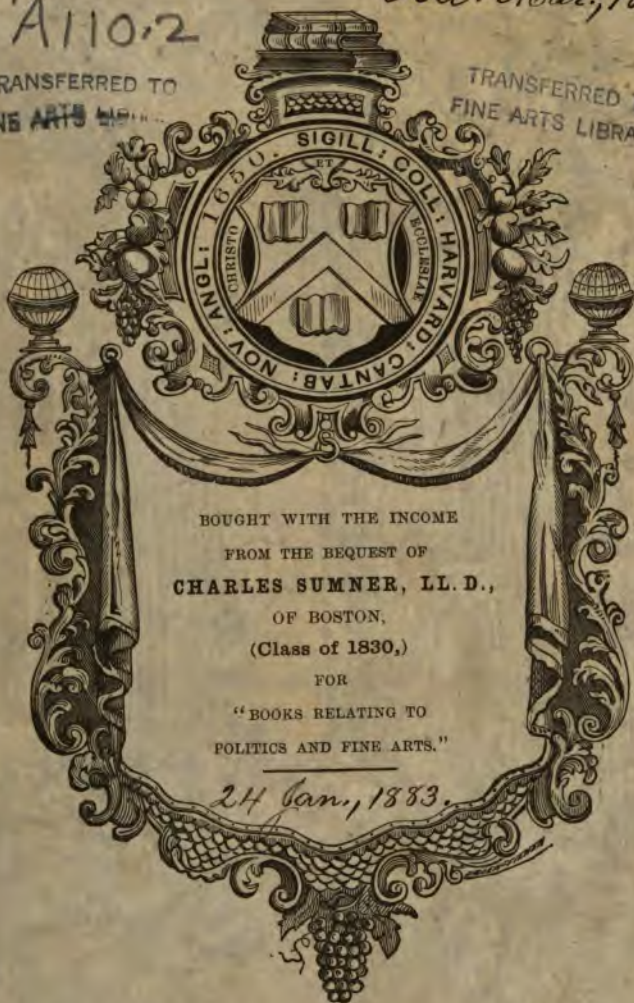 A110.2
TRANSFERRED TO
FINE ARTS LIBRA
SIGILL: COLL: HARVARD: CANTAB: NOV: ANGL: 1650.
ET
CHRISTO
ECCLESIAE
BOUGHT WITH THE INCOME
FROM THE BEQUEST OF
CHARLES SUMNER, LL. D.,
OF BOSTON,
(Class of 1830,)
FOR
"BOOKS RELATING TO
POLITICS AND FINE ARTS."
24 Jan., 1883.